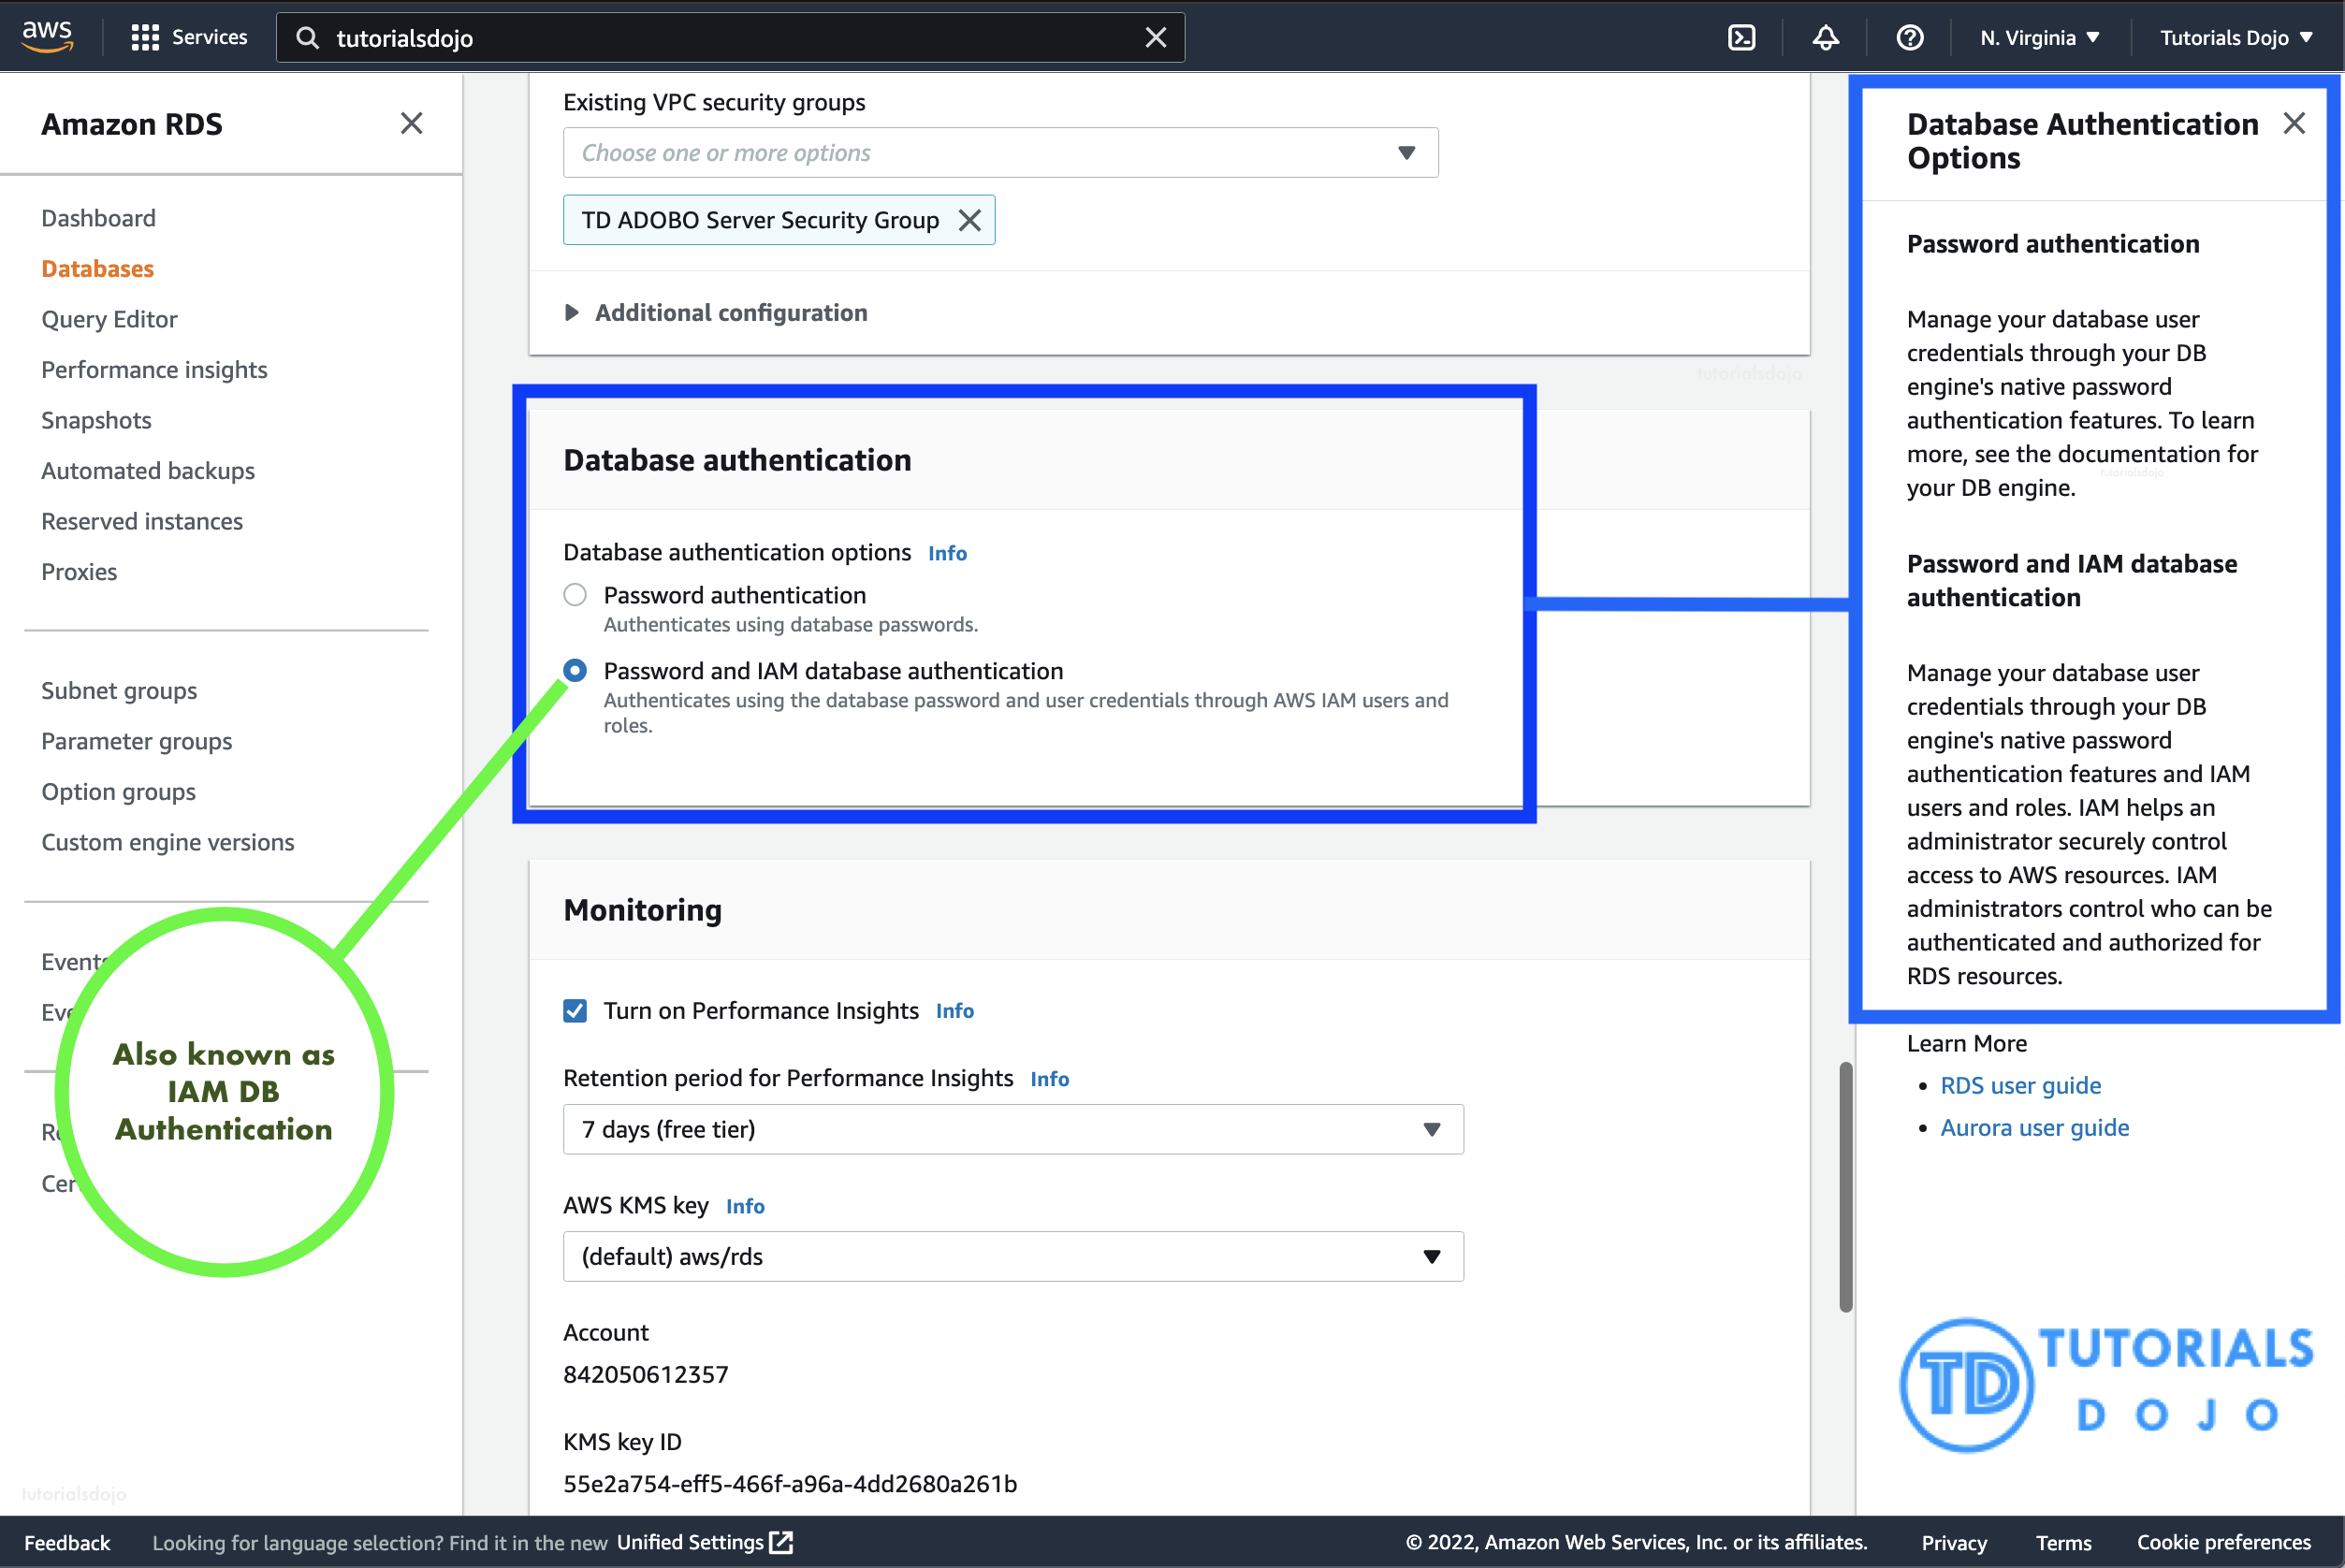 aws
Services
tutorialsdojo
N. Virginia
Tutorials Dojo
Amazon RDS
Dashboard
Databases
Query Editor
Performance insights
Snapshots
Automated backups
Reserved instances
Proxies
Subnet groups
Parameter groups
Option groups
Custom engine versions
Events
Also known as
IAM DB
Authentication
tutorialsdojo
Existing VPC security groups
Choose one or more options
TD ADOBO Server Security Group
Additional configuration
tutorialsdojo
Database authentication
Database authentication options Info
Password authentication
Authenticates using database passwords.
Password and IAM database authentication
Authenticates using the database password and user credentials through AWS IAM users and
roles.
Monitoring
Turn on Performance Insights Info
Retention period for Performance Insights Info
7 days (free tier)
AWS KMS key Info
(default) aws/rds
Account
842050612357
KMS key ID
55e2a754-eff5-466f-a96a-4dd2680a261b
Database Authentication
Options
Password authentication
Manage your database user
credentials through your DB
engine's native password
authentication features. To learn
more, see the documentation for
tutorialsdojo
your DB engine.
Password and IAM database
authentication
Manage your database user
credentials through your DB
engine's native password
authentication features and IAM
users and roles. IAM helps an
administrator securely control
access to AWS resources. IAM
administrators control who can be
authenticated and authorized for
RDS resources.
Learn More
• RDS user guide
• Aurora user guide
TD
TUTORIALS
DOJO
Feedback
Looking for language selection? Find it in the new Unified Settings
© 2022, Amazon Web Services, Inc. or its affiliates.
Privacy
Terms
Cookie preferences